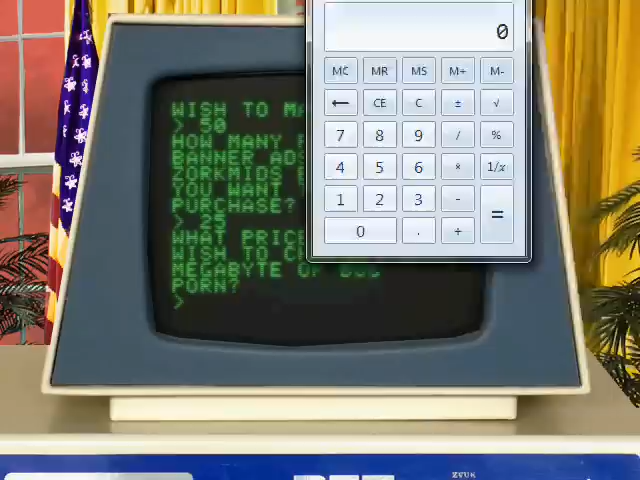 0
MC MR MS M+ M-
← CE C ± √
7 8 9 / %
4 5 6 * 1/x
1 2 3 - =
0 . +
WISH TO
> 50
HOW MANY
BANNER ADS
ZORKMIDS
YOU WANT
PURCHASE?
> 25
WHAT PRICE
WISH TO
MEGABYTE OF
PORN?
>